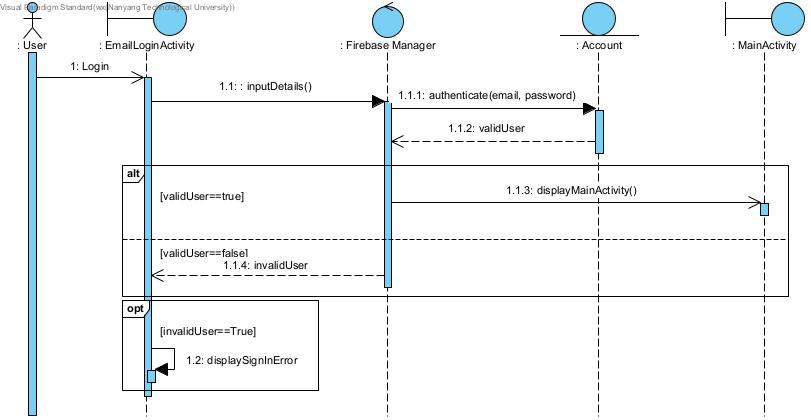 Visual Paradigm Standard(wx(Nanyang Technological University))
: User
: EmailLoginActivity
: Firebase Manager
: Account
: MainActivity
1: Login
1.1: : inputDetails()
1.1.1: authenticate(email, password)
1.1.2: validUser
alt
[validUser==true]
1.1.3: displayMainActivity()
[validUser==false]
1.1.4: invalidUser
opt
[invalidUser==True]
1.2: displaySignInError